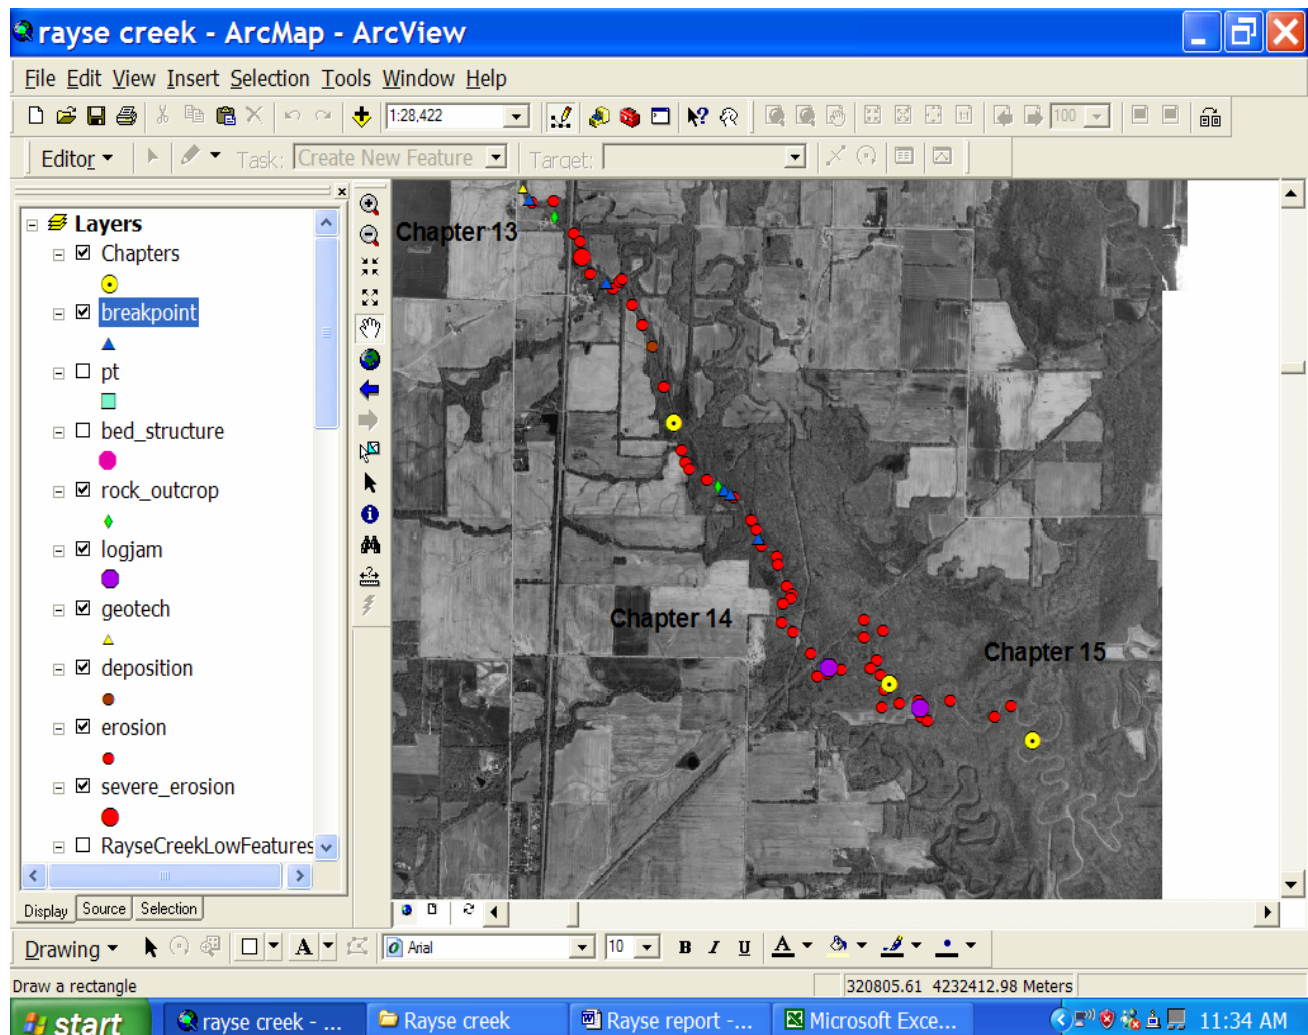 rayse creek - ArcMap - ArcView
File Edit View Insert Selection Tools Window Help
1:28,422
100
Editor
Task: Create New Feature
Target:
Layers
Chapters
breakpoint
pt
bed_structure
rock_outcrop
logjam
geotech
deposition
erosion
severe_erosion
RayseCreekLowFeatures
Display Source Selection
Chapter 13
Chapter 14
Chapter 15
Drawing
A
Arial
10
B I U A
Draw a rectangle
320805.61 4232412.98 Meters
start
rayse creek - ...
Rayse creek
Rayse report -...
Microsoft Exce...
11:34 AM